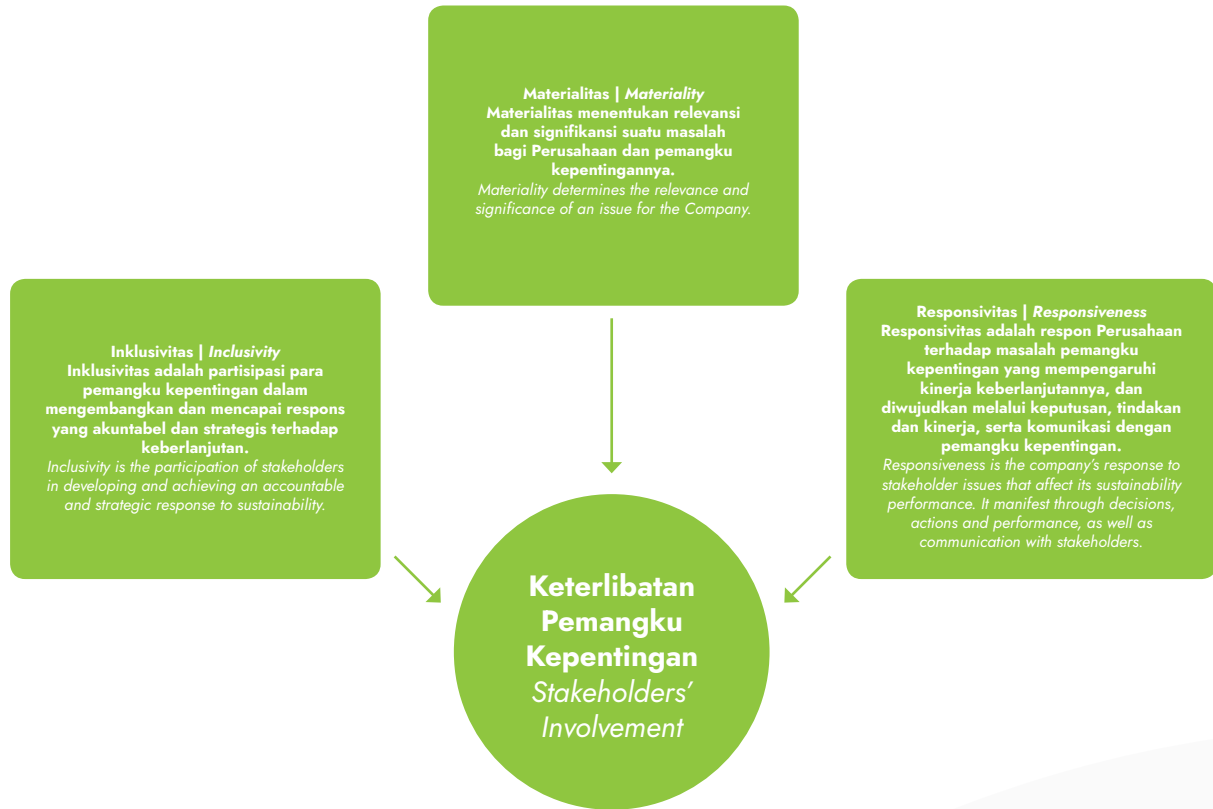 Materialitas | Materiality
Materialitas menentukan relevansi
dan signifikansi suatu masalah
bagi Perusahaan dan pemangku
kepentingannya.
Materiality determines the relevance and
significance of an issue for the Company.
Inklusivitas | Inclusivity
Inklusivitas adalah partisipasi para
pemangku kepentingan dalam
mengembangkan dan mencapai respons
yang akuntabel dan strategis terhadap
keberlanjutan.
Inclusivity is the participation of stakeholders
in developing and achieving an accountable
and strategic response to sustainability.
Responsivitas | Responsiveness
Responsivitas adalah respon Perusahaan
terhadap masalah pemangku
kepentingan yang mempengaruhi
kinerja keberlanjutannya, dan
diwujudkan melalui keputusan, tindakan
dan kinerja, serta komunikasi dengan
pemangku kepentingan.
Responsiveness is the company's response to
stakeholder issues that affect its sustainability
performance. It manifest through decisions,
actions and performance, as well as
communication with stakeholders.
Keterlibatan
Pemangku
Kepentingan
Stakeholders'
Involvement